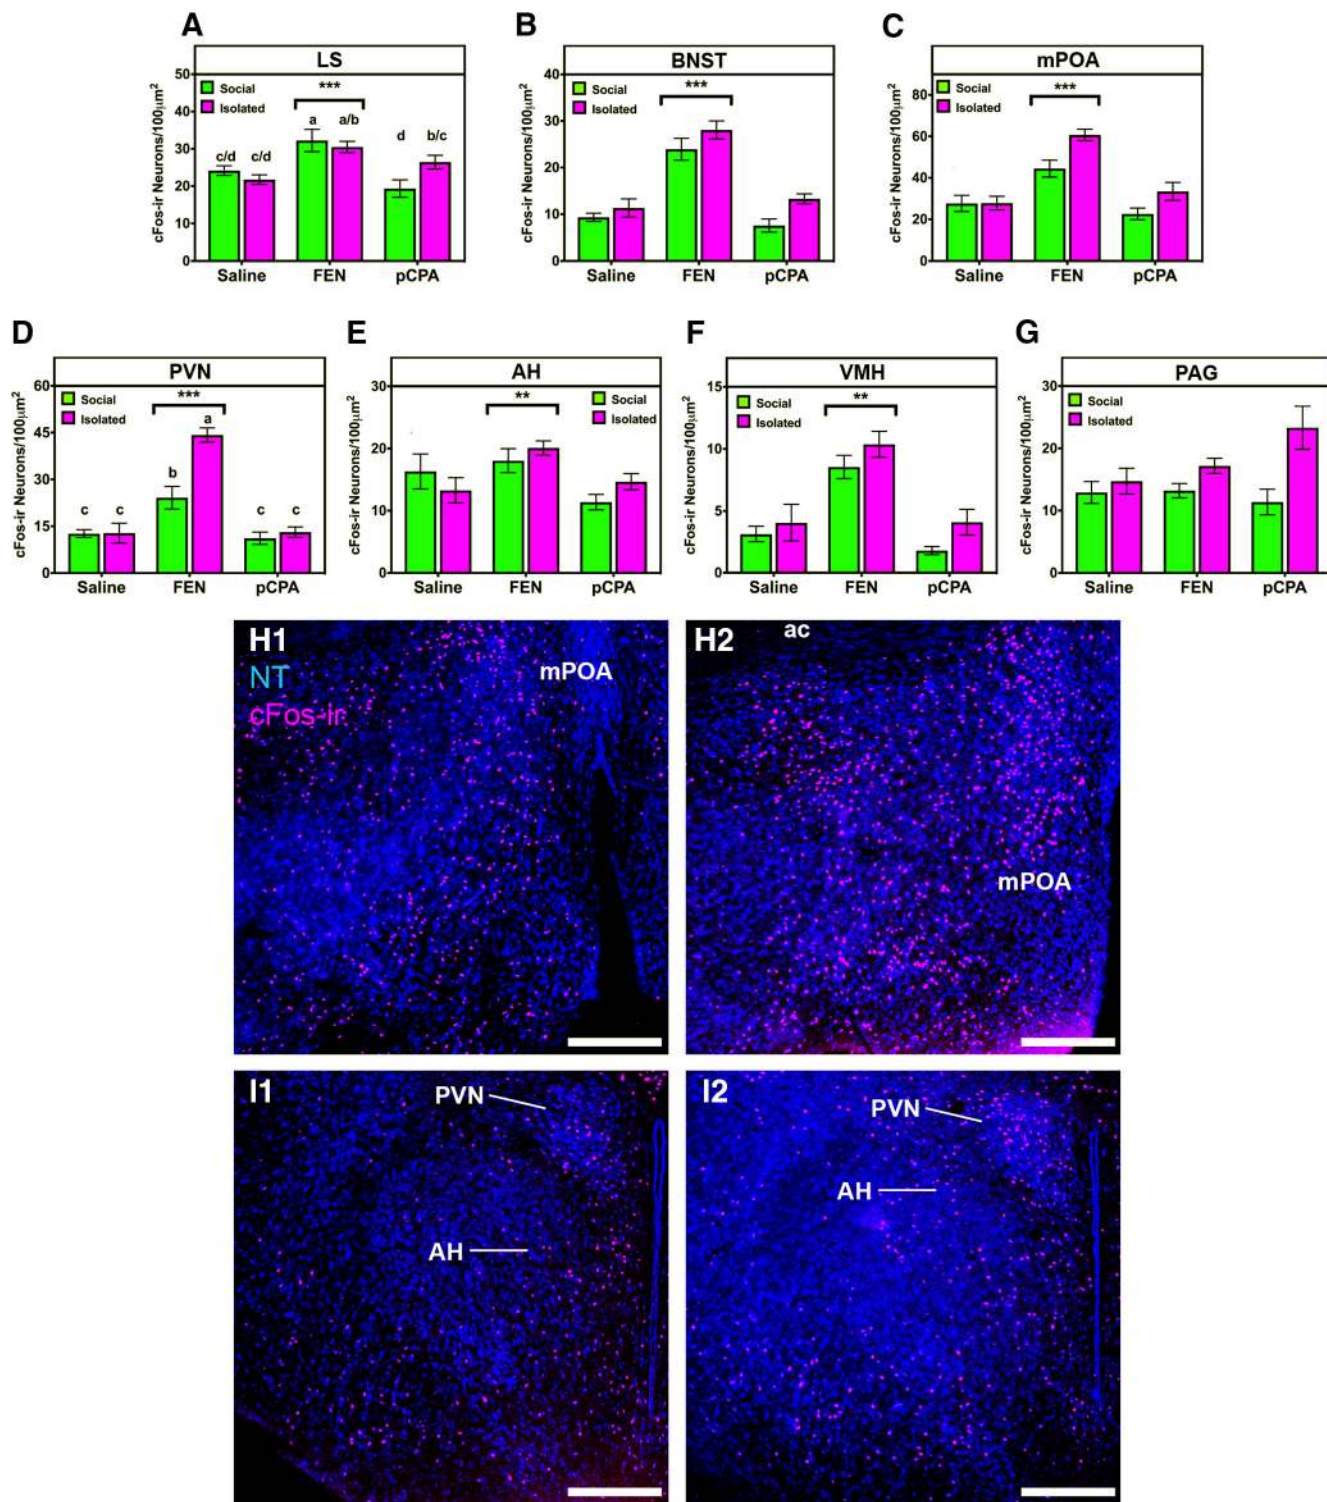 A
LS
Social
Isolated
***
a
a/b
d
b/c
c/d
c/d
50
40
30
20
10
0
cFos-ir Neurons/100µm²
Saline
FEN
pCPA
B
BNST
Social
Isolated
***
40
30
20
10
0
cFos-ir Neurons/100µm²
Saline
FEN
pCPA
C
mPOA
Social
Isolated
***
80
60
40
20
0
cFos-ir Neurons/100µm²
Saline
FEN
pCPA
D
PVN
Social
Isolated
***
a
b
c
c
c
c
60
45
30
15
0
cFos-ir Neurons/100µm²
Saline
FEN
pCPA
E
AH
Social
Isolated
**
30
20
10
0
cFos-ir Neurons/100µm²
Saline
FEN
pCPA
F
VMH
Social
Isolated
**
15
10
5
0
cFos-ir Neurons/100µm²
Saline
FEN
pCPA
G
PAG
Social
Isolated
30
20
10
0
cFos-ir Neurons/100µm²
Saline
FEN
pCPA
H1
NT
cFos-ir
mPOA
H2
ac
mPOA
I1
PVN
AH
I2
PVN
AH